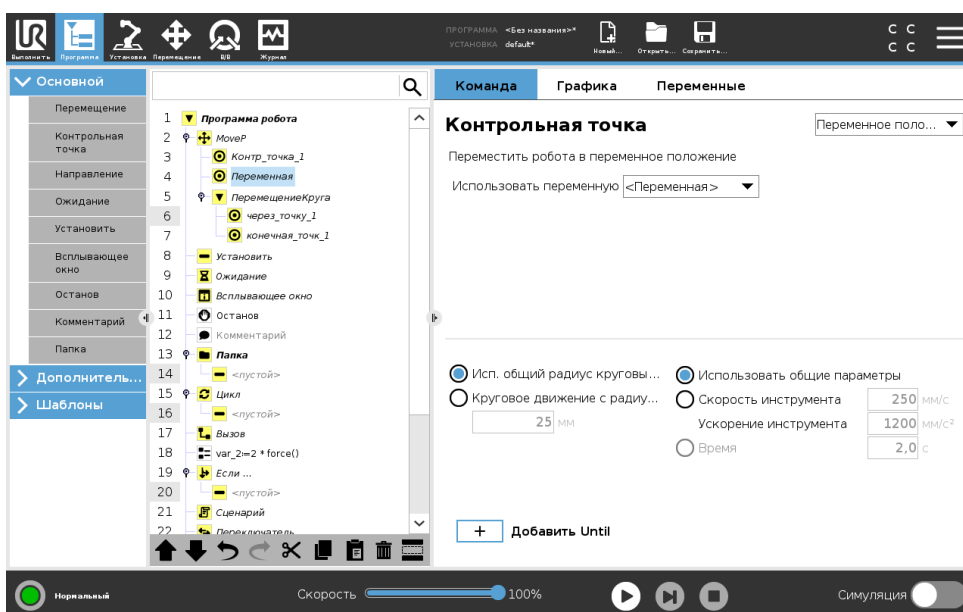 UR
ПРОГРАММА <Без названия>*
УСТАНОВКА default*
Выполнить
Программа
Установка
Перемещение
В/В
Журнал
Новый...
Открыть...
Сохранить...
C C
C C
Основной
Перемещение
Контрольная
точка
Направление
Ожидание
Установить
Всплывающее
окно
Останов
Комментарий
Папка
Дополнитель...
Шаблоны
1 Программа робота
2 MoveP
3 Контр_точка_1
4 Переменная
5 ПеремещениеКруга
6 через_точку_1
7 конечная_точк_1
8 Установить
9 Ожидание
10 Всплывающее окно
11 Останов
12 Комментарий
13 Папка
14 <пустой>
15 Цикл
16 <пустой>
17 Вызов
18 var_2:=2 * force()
19 Если ...
20 <пустой>
21 Сценарий
22 Переключатель
Команда
Графика
Переменные
Контрольная точка
Переменное поло...
Переместить робота в переменное положение
Использовать переменную <Переменная>
Исп. общий радиус круговы...
Круговое движение с радиу...
25 мм
Использовать общие параметры
Скорость инструмента 250 мм/с
Ускорение инструмента 1200 мм/с²
Время 2,0 с
+ Добавить Until
Нормальный
Скорость 100%
Симуляция